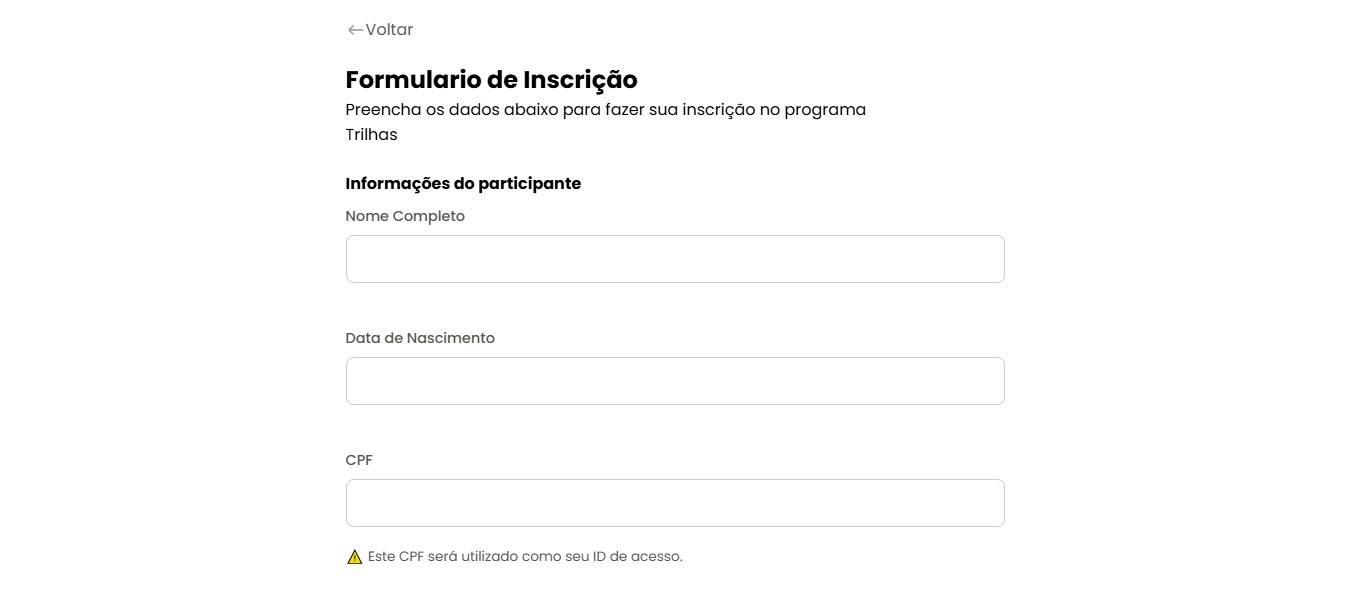 Voltar
Formulario de Inscrição
Preencha os dados abaixo para fazer sua inscrição no programa
Trilhas
Informações do participante
Nome Completo
Data de Nascimento
CPF
Este CPF será utilizado como seu ID de acesso.